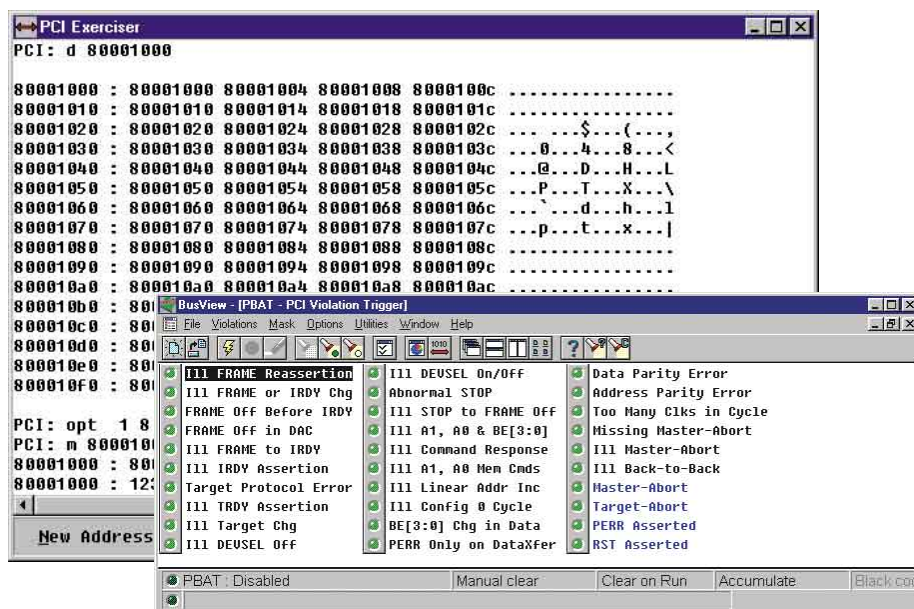 PCI Exerciser
PCI: d 80001000
80001000 : 80001000 80001004 80001008 8000100c ................
80001010 : 80001010 80001014 80001018 8000101c ................
80001020 : 80001020 80001024 80001028 8000102c ... ...$...(...,
80001030 : 80001030 80001034 80001038 8000103c ...0...4...8...<
80001040 : 80001040 80001044 80001048 8000104c ...@...D...H...L
80001050 : 80001050 80001054 80001058 8000105c ...P...T...X...\
80001060 : 80001060 80001064 80001068 8000106c ...`...d...h...l
80001070 : 80001070 80001074 80001078 8000107c ...p...t...x...|
80001080 : 80001080 80001084 80001088 8000108c ................
80001090 : 80001090 80001094 80001098 8000109c ................
800010a0 : 800010a0 800010a4 800010a8 800010ac ................
800010b0 :
800010c0 :
800010d0 :
800010e0 :
800010f0 :
PCI: opt 1 8
PCI: m
80001000 :
80001000 :
New Address
BusView - [PBAT - PCI Violation Trigger]
File Violations Mask Options Utilities Window Help
Ill FRAME Reassertion Ill DEVSEL On/Off Data Parity Error
Ill FRAME or IRDY Chg Abnormal STOP Address Parity Error
FRAME Off Before IRDY Ill STOP to FRAME Off Too Many Clks in Cycle
FRAME Off in DAC Ill A1, A0 & BE[3:0] Missing Master-Abort
Ill FRAME to IRDY Ill Command Response Ill Master-Abort
Ill IRDY Assertion Ill A1, A0 Mem Cmds Ill Back-to-Back
Target Protocol Error Ill Linear Addr Inc Master-Abort
Ill TRDY Assertion Ill Config 0 Cycle Target-Abort
Ill Target Chg BE[3:0] Chg in Data PERR Asserted
Ill DEVSEL Off PERR Only on DataXfer RST Asserted
PBAT : Disabled Manual clear Clear on Run Accumulate Black